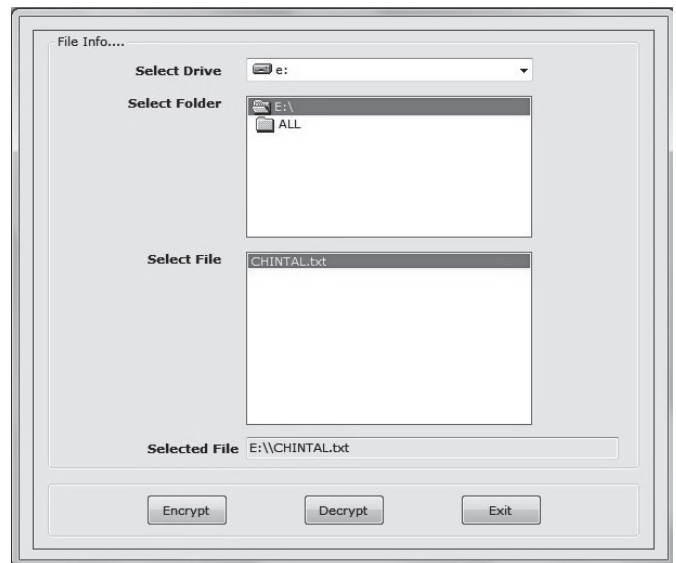 File Info....
Select Drive e:
Select Folder E:\
ALL
Select File CHINTAL.txt
Selected File E:\\CHINTAL.txt
Encrypt Decrypt Exit